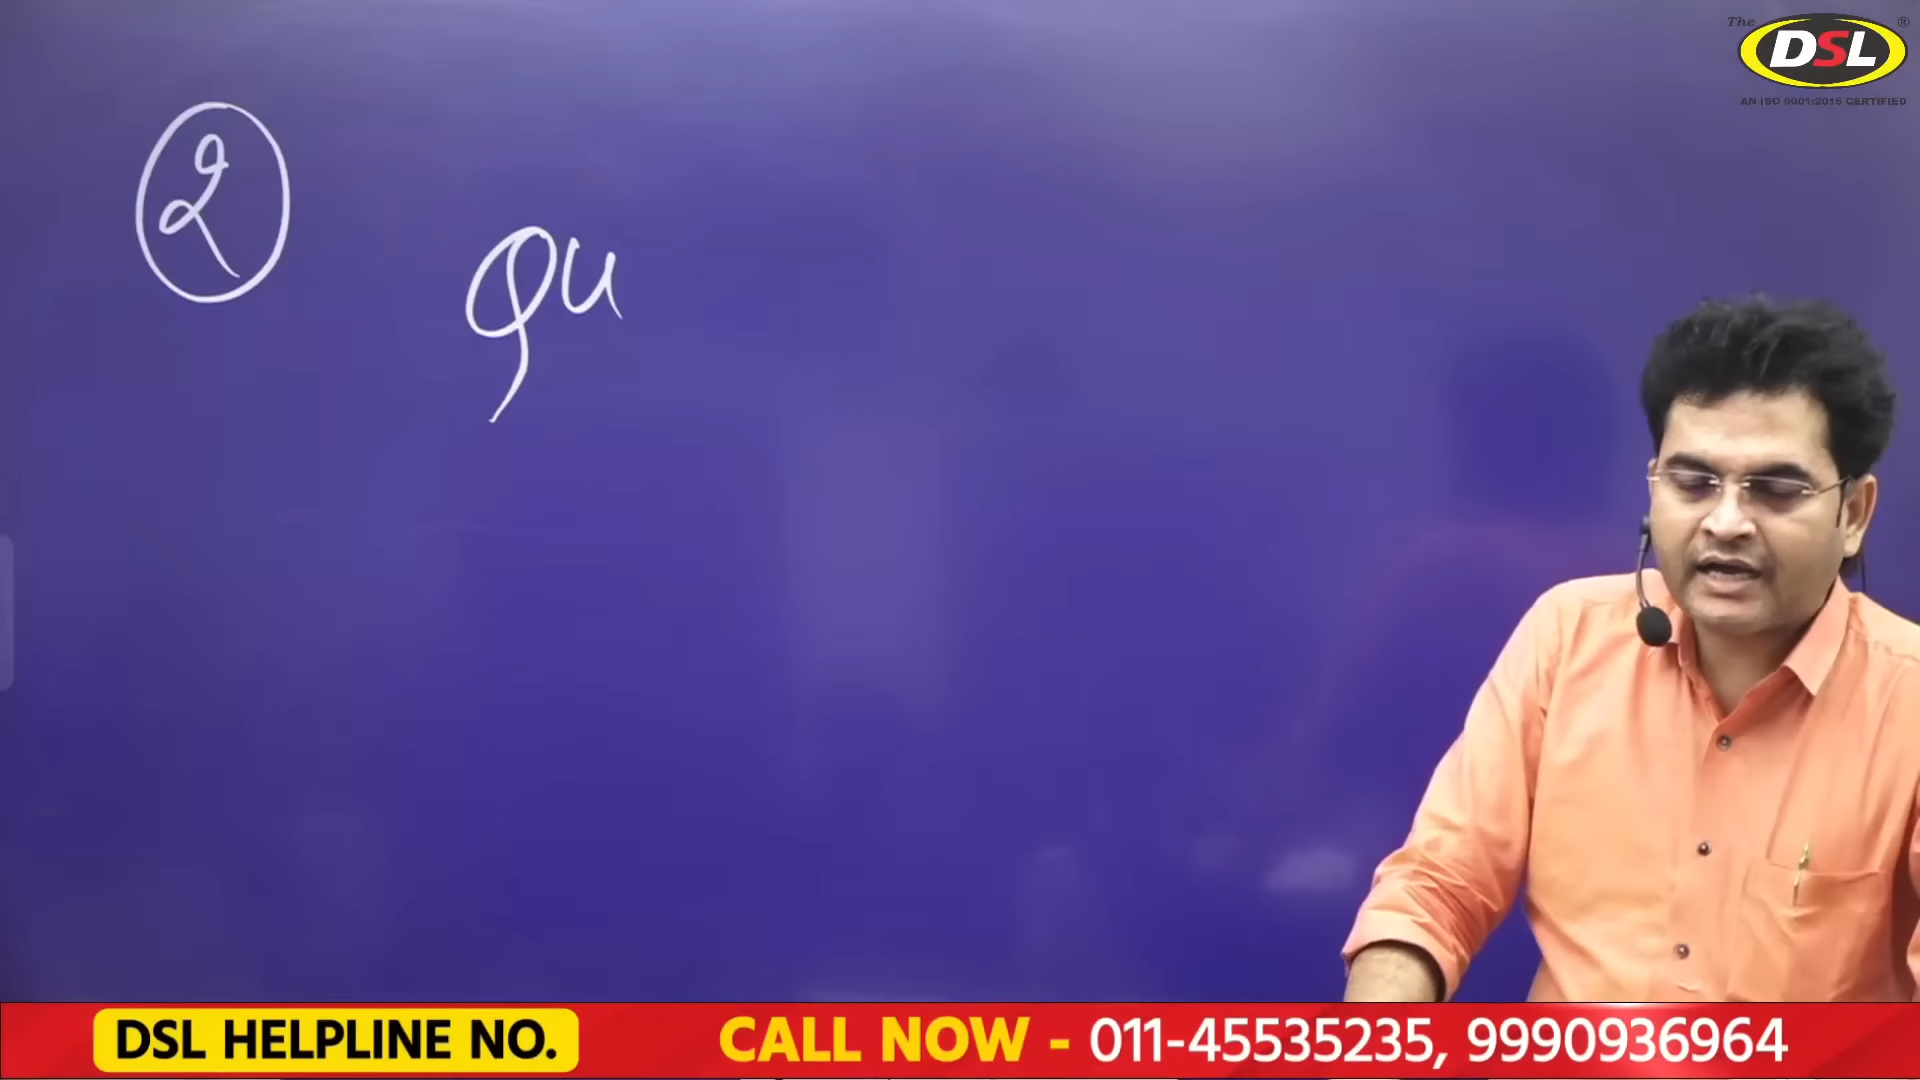 The DSL ®
AN ISO 9001:2015 CERTIFIED
2
Qu
DSL HELPLINE NO.
CALL NOW - 011-45535235, 9990936964